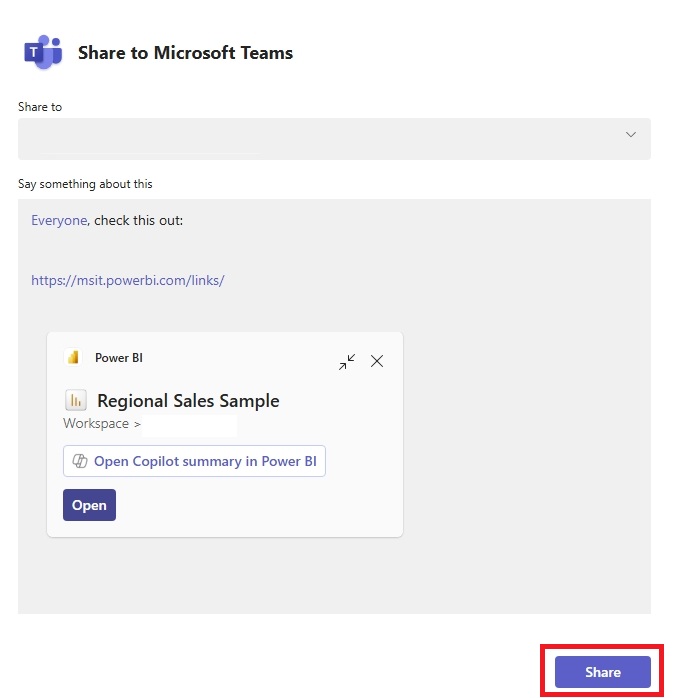 Share to Microsoft Teams
Share to
Say something about this
Everyone, check this out:
https://msit.powerbi.com/links/
Power BI
Regional Sales Sample
Workspace >
Open Copilot summary in Power BI
Open
Share